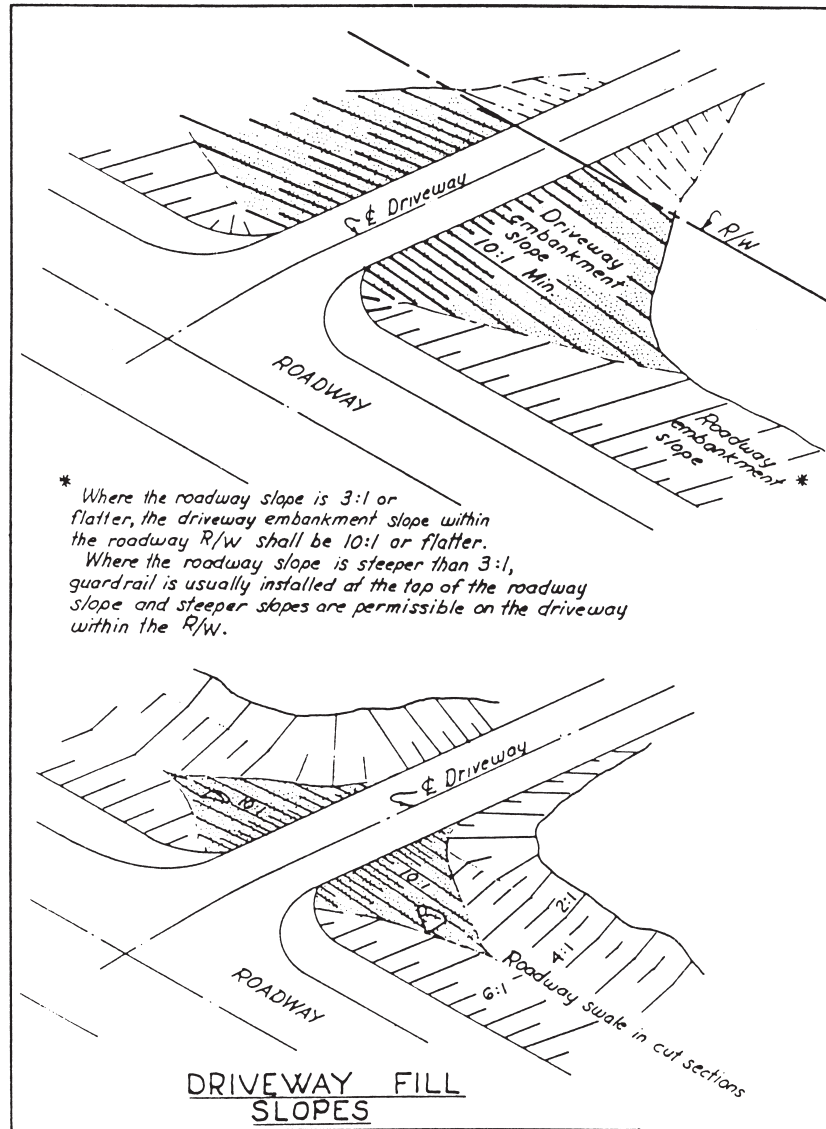 ℄ Driveway
Driveway
embankment
slope
10:1 Min.
℄ R/W
ROADWAY
Roadway
embankment *
slope
* Where the roadway slope is 3:1 or
flatter, the driveway embankment slope within
the roadway R/W shall be 10:1 or flatter.
Where the roadway slope is steeper than 3:1,
guardrail is usually installed at the top of the roadway
slope and steeper slopes are permissible on the driveway
within the R/W.
℄ Driveway
10:1
10:1
2:1
4:1
6:1
Roadway swale in cut sections
ROADWAY
DRIVEWAY FILL
SLOPES